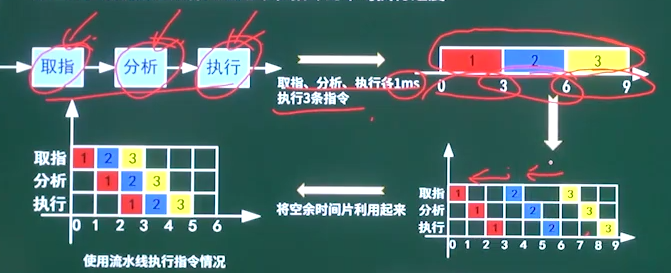 取指 分析 执行
1 2 3
0 3 6 9
取指、分析、执行各1ms
执行3条指令
取指 1 2 3
分析 1 2 3
执行 1 2 3
0 1 2 3 4 5 6
使用流水线执行指令情况
将空余时间片利用起来
取指 1 2 3
分析 1 2 3
执行 1 2 3
0 1 2 3 4 5 6 7 8 9